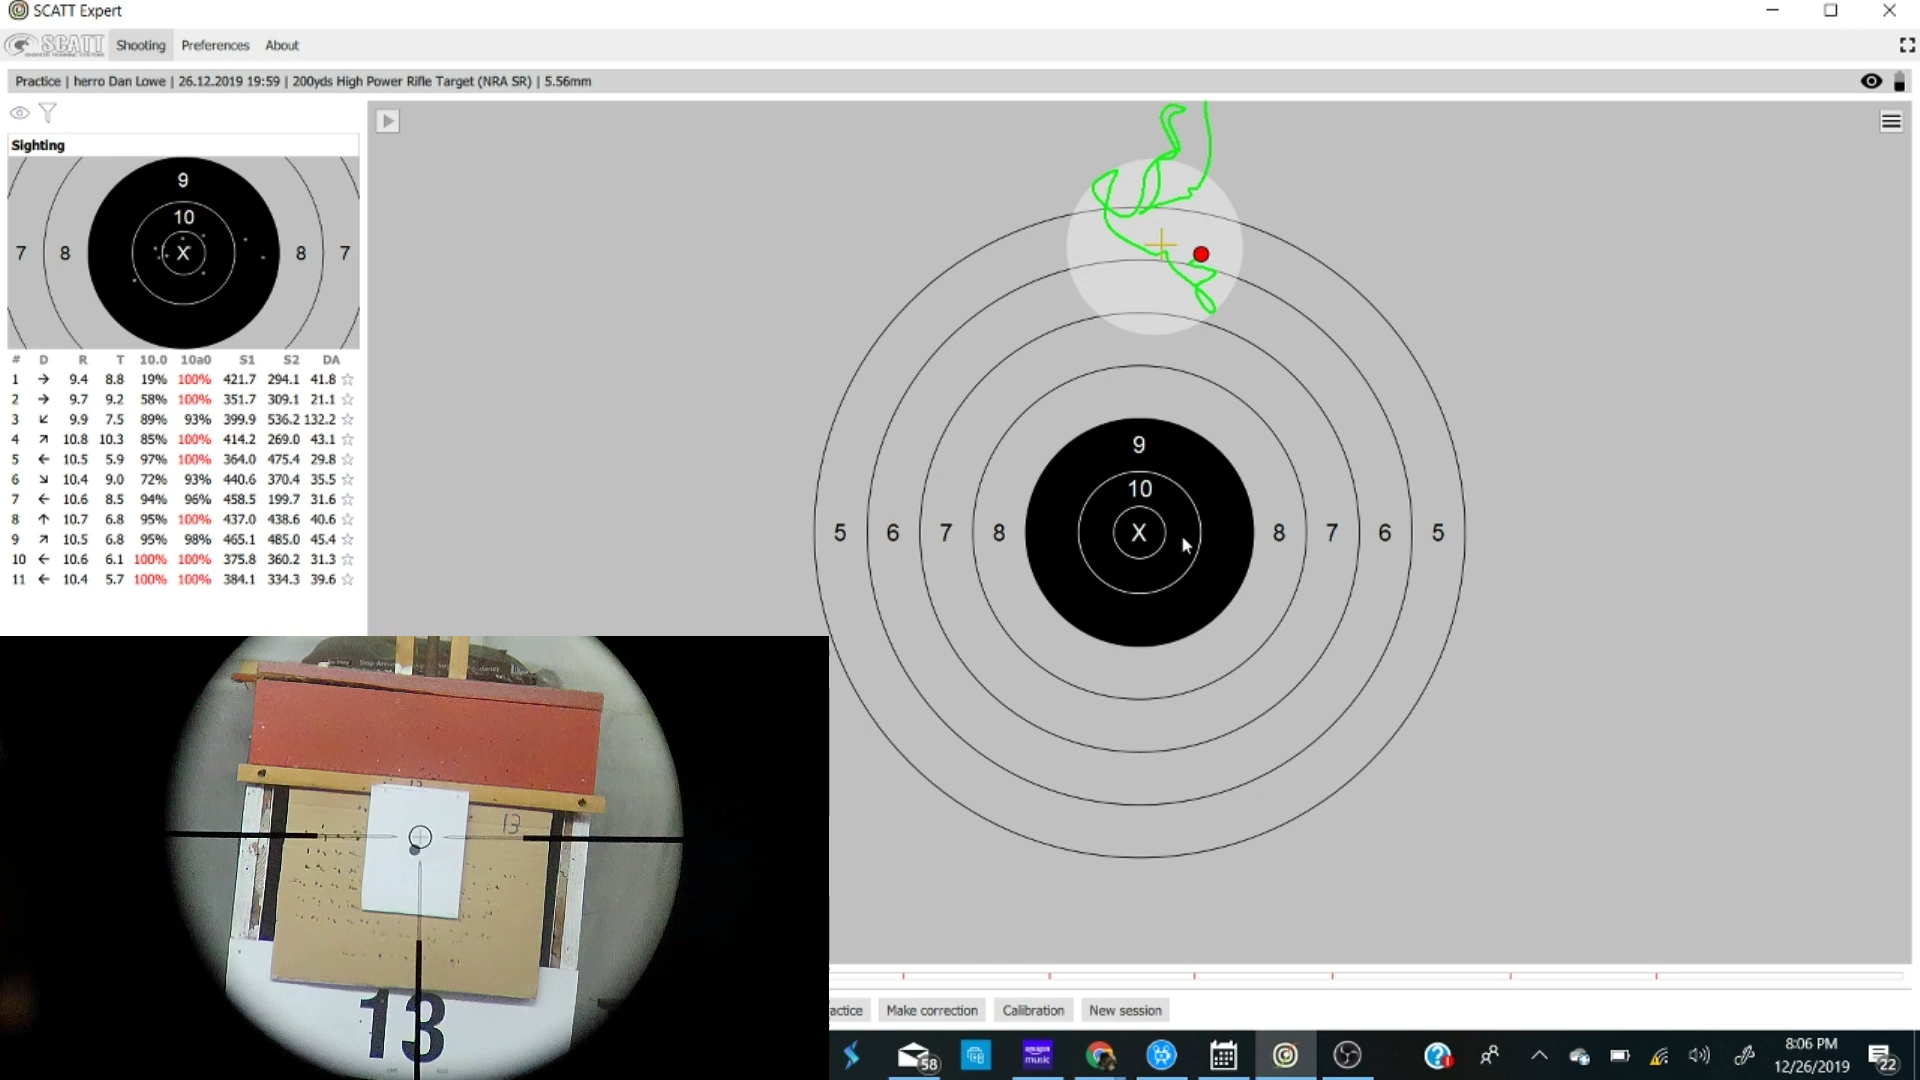 SCATT Expert
SCATT Shooting Preferences About
Practice | herro Dan Lowe | 26.12.2019 19:59 | 200yds High Power Rifle Target (NRA SR) | 5.56mm
Sighting
9
10
7 8 X 8 7
# D R T 10.0 10a0 S1 S2 DA
1 → 9.4 8.8 19% 100% 421.7 294.1 41.8 ☆
2 → 9.7 9.2 58% 100% 351.7 309.1 21.1 ☆
3 ↙ 9.9 7.5 89% 93% 399.9 536.2 132.2 ☆
4 ↗ 10.8 10.3 85% 100% 414.2 269.0 43.1 ☆
5 ← 10.5 5.9 97% 100% 364.0 475.4 29.8 ☆
6 ↘ 10.4 9.0 72% 93% 440.6 370.4 35.5 ☆
7 ← 10.6 8.5 94% 96% 458.5 199.7 31.6 ☆
8 ↑ 10.7 6.8 95% 100% 437.0 438.6 40.6 ☆
9 ↗ 10.5 6.8 95% 98% 465.1 485.0 45.4 ☆
10 ← 10.6 6.1 100% 100% 375.8 360.2 31.3 ☆
11 ← 10.4 5.7 100% 100% 384.1 334.3 39.6 ☆
9
10
5 6 7 8 X 8 7 6 5
13
13
actice Make correction Calibration New session
58
amazon music
8:06 PM
12/26/2019
22